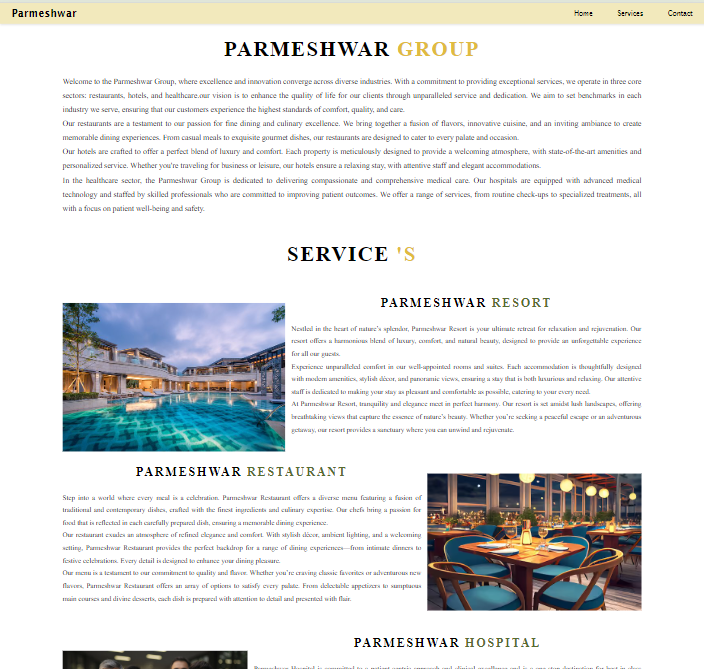 Parmeshwar
Home Services Contact
PARMESHWAR GROUP
Welcome to the Parmeshwar Group, where excellence and innovation converge across diverse industries. With a commitment to providing exceptional services, we operate in three core
sectors: restaurants, hotels, and healthcare.our vision is to enhance the quality of life for our clients through unparalleled service and dedication. We aim to set benchmarks in each
industry we serve, ensuring that our customers experience the highest standards of comfort, quality, and care.
Our restaurants are a testament to our passion for fine dining and culinary excellence. We bring together a fusion of flavors, innovative cuisine, and an inviting ambiance to create
memorable dining experiences. From casual meals to exquisite gourmet dishes, our restaurants are designed to cater to every palate and occasion.
Our hotels are crafted to offer a perfect blend of luxury and comfort. Each property is meticulously designed to provide a welcoming atmosphere, with state-of-the-art amenities and
personalized service. Whether you're traveling for business or leisure, our hotels ensure a relaxing stay, with attentive staff and elegant accommodations.
In the healthcare sector, the Parmeshwar Group is dedicated to delivering compassionate and comprehensive medical care. Our hospitals are equipped with advanced medical
technology and staffed by skilled professionals who are committed to improving patient outcomes. We offer a range of services, from routine check-ups to specialized treatments, all
with a focus on patient well-being and safety.
SERVICE 'S
PARMESHWAR RESORT
Nestled in the heart of nature's splendor, Parmeshwar Resort is your ultimate retreat for relaxation and rejuvenation. Our
resort offers a harmonious blend of luxury, comfort, and natural beauty, designed to provide an unforgettable experience
for all our guests.
Experience unparalleled comfort in our well-appointed rooms and suites. Each accommodation is thoughtfully designed
with modern amenities, stylish décor, and panoramic views, ensuring a stay that is both luxurious and relaxing. Our attentive
staff is dedicated to making your stay as pleasant and comfortable as possible, catering to your every need.
At Parmeshwar Resort, tranquility and elegance meet in perfect harmony. Our resort is set amidst lush landscapes, offering
breathtaking views that capture the essence of nature's beauty. Whether you're seeking a peaceful escape or an adventurous
getaway, our resort provides a sanctuary where you can unwind and rejuvenate.
PARMESHWAR RESTAURANT
Step into a world where every meal is a celebration. Parmeshwar Restaurant offers a diverse menu featuring a fusion of
traditional and contemporary dishes, crafted with the finest ingredients and culinary expertise. Our chefs bring a passion for
food that is reflected in each carefully prepared dish, ensuring a memorable dining experience.
Our restaurant exudes an atmosphere of refined elegance and comfort. With stylish décor, ambient lighting, and a welcoming
setting, Parmeshwar Restaurant provides the perfect backdrop for a range of dining experiences—from intimate dinners to
festive celebrations. Every detail is designed to enhance your dining pleasure.
Our menu is a testament to our commitment to quality and flavor. Whether you're craving classic favorites or adventurous new
flavors, Parmeshwar Restaurant offers an array of options to satisfy every palate. From delectable appetizers to sumptuous
main courses and divine desserts, each dish is prepared with attention to detail and presented with flair.
PARMESHWAR HOSPITAL